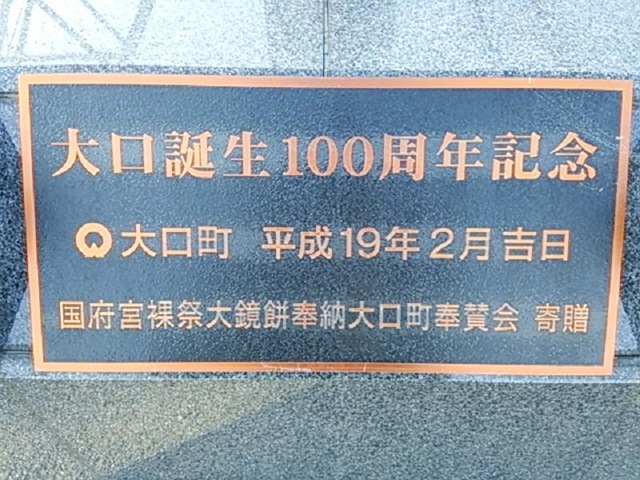 大口誕生100周年記念
大口町 平成19年2月吉日
国府宮裸祭大鏡餅奉納大口町奉賛会 寄贈